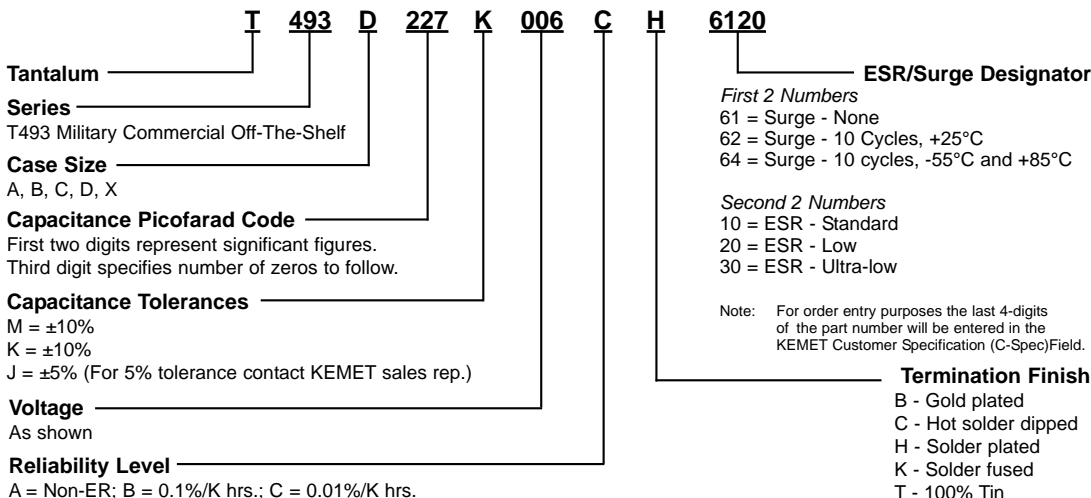 T 493 D 227 K 006 C H 6120
Tantalum
Series
T493 Military Commercial Off-The-Shelf
Case Size
A, B, C, D, X
Capacitance Picofarad Code
First two digits represent significant figures.
Third digit specifies number of zeros to follow.
Capacitance Tolerances
M = ±10%
K = ±10%
J = ±5% (For 5% tolerance contact KEMET sales rep.)
Voltage
As shown
Reliability Level
A = Non-ER; B = 0.1%/K hrs.; C = 0.01%/K hrs.
ESR/Surge Designator
First 2 Numbers
61 = Surge - None
62 = Surge - 10 Cycles, +25°C
64 = Surge - 10 cycles, -55°C and +85°C
Second 2 Numbers
10 = ESR - Standard
20 = ESR - Low
30 = ESR - Ultra-low
Note: For order entry purposes the last 4-digits
of the part number will be entered in the
KEMET Customer Specification (C-Spec)Field.
Termination Finish
B - Gold plated
C - Hot solder dipped
H - Solder plated
K - Solder fused
T - 100% Tin